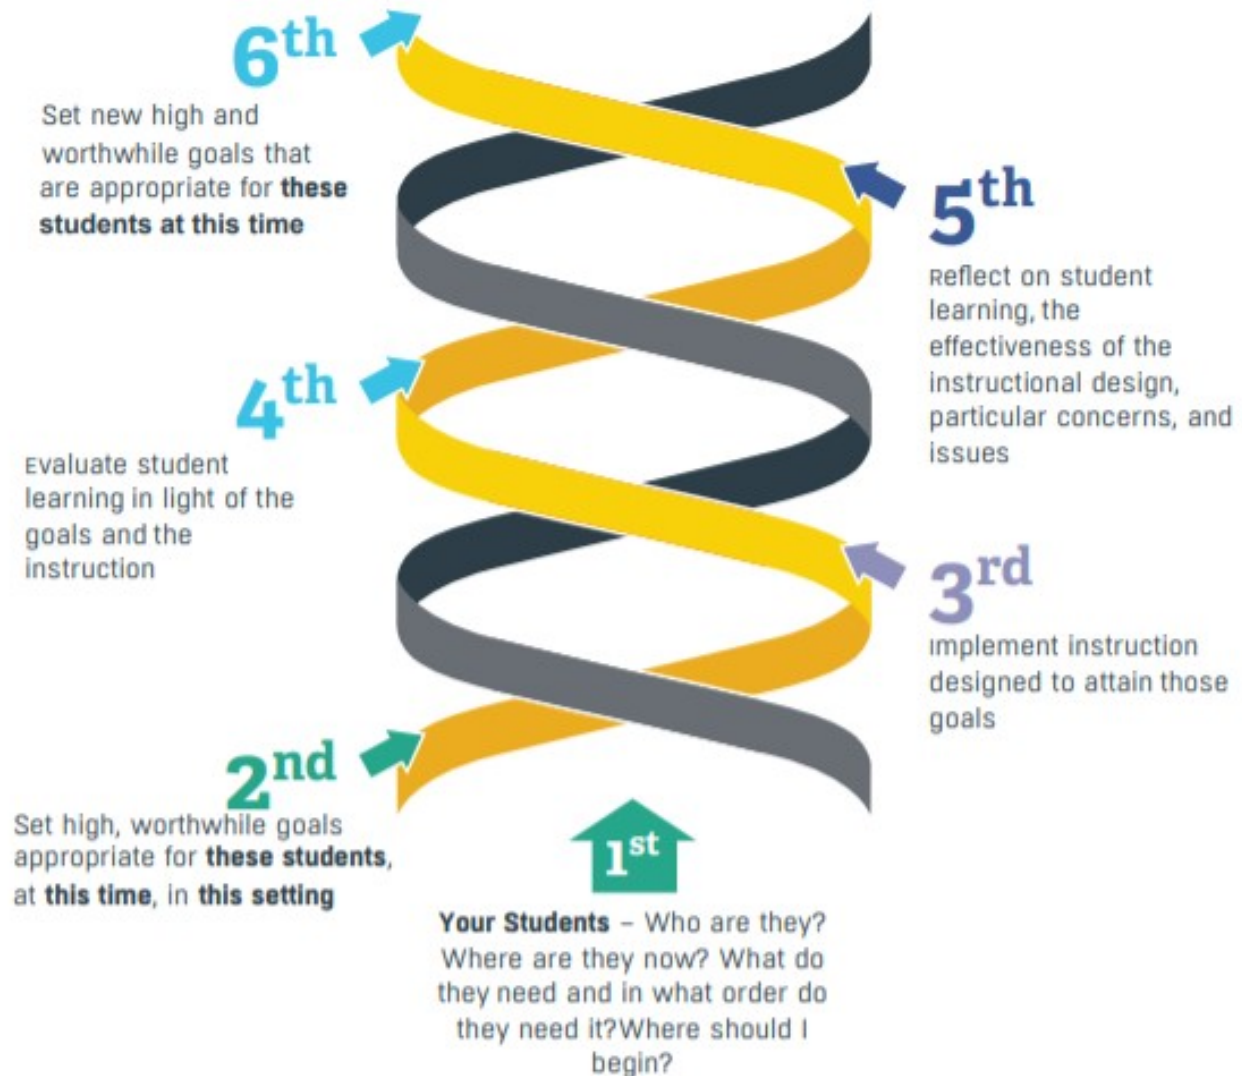 6th
Set new high and
worthwhile goals that
are appropriate for these
students at this time
5th
Reflect on student
learning, the
effectiveness of the
instructional design,
particular concerns, and
issues
4th
Evaluate student
learning in light of the
goals and the
instruction
3rd
Implement instruction
designed to attain those
goals
2nd
Set high, worthwhile goals
appropriate for these students,
at this time, in this setting
1st
Your Students – Who are they?
Where are they now? What do
they need and in what order do
they need it?Where should I
begin?